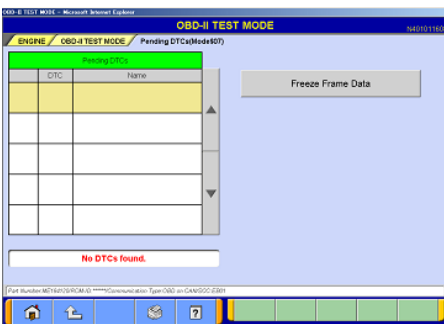 OBD-II TEST MODE - Microsoft Internet Explorer
OBD-II TEST MODE
N40101160
ENGINE OBD-II TEST MODE Pending DTCs(Mode$07)
Pending DTCs
DTC Name
Freeze Frame Data
No DTCs found.
?